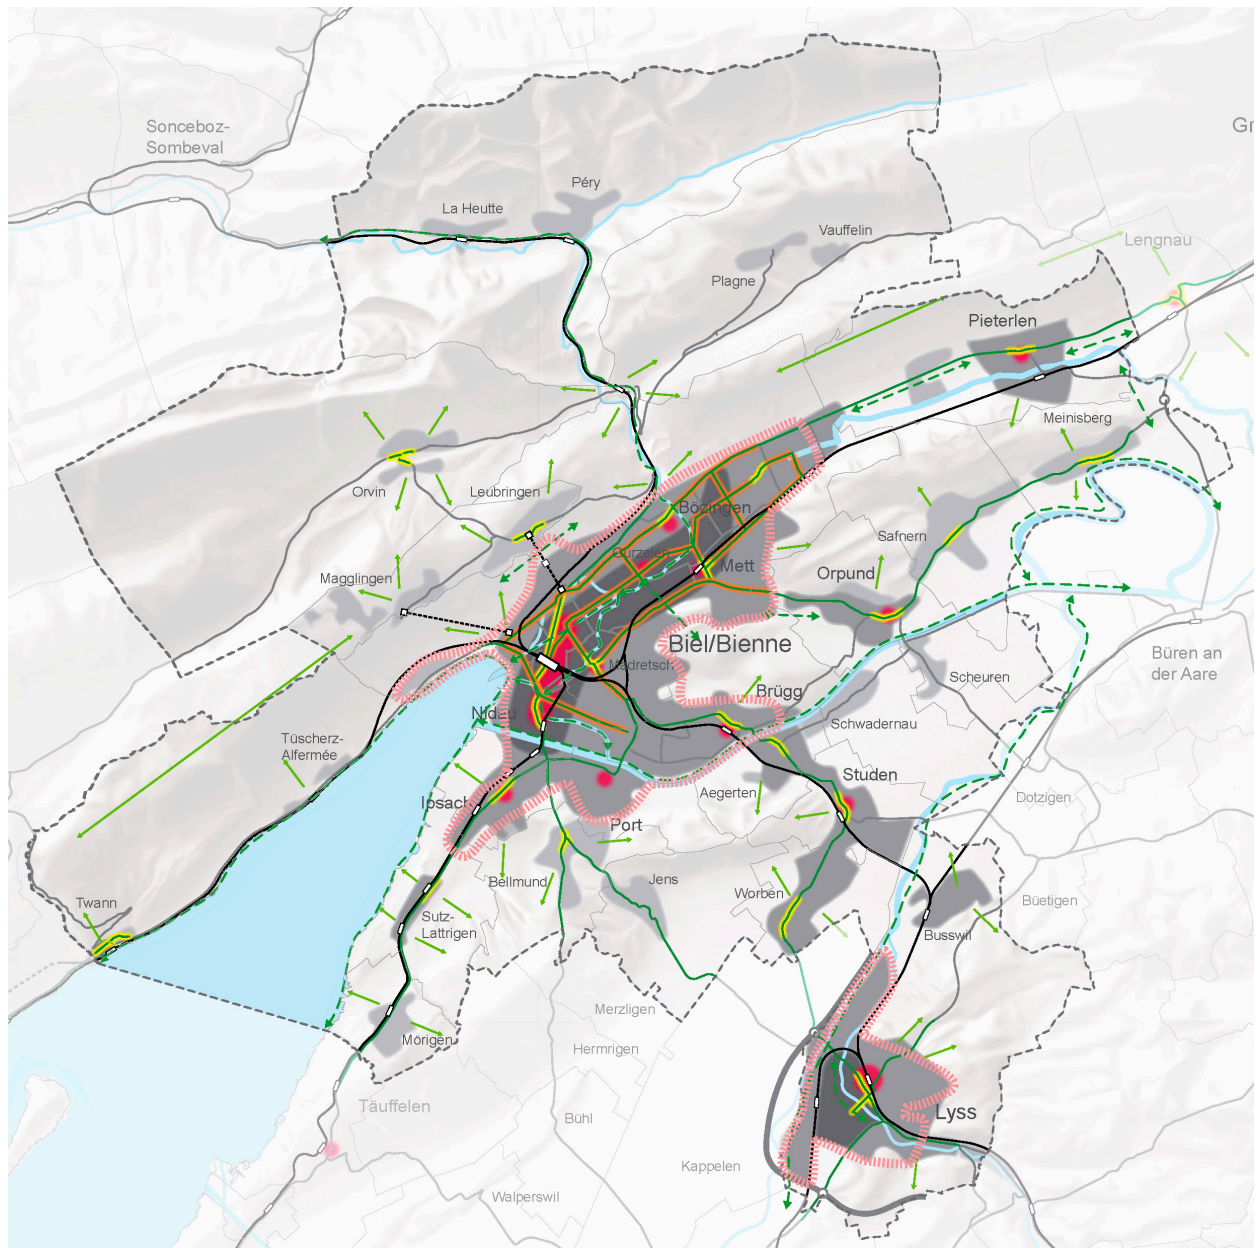 Sonceboz-
Sombeval
Gr
Péry
La Heutte
Vauffelin
Lengnau
Plagne
Pieterlen
Meinisberg
Orvin
Leubringen
Bözingen
Safnern
Gurzelen
Mett
Orpund
Magglingen
Biel/Bienne
Madretsch
Büren an
der Aare
Scheuren
Brügg
Nidau
Schwadernau
Tüscherz-
Alfermée
Studen
Aegerten
Ipsach
Dotzigen
Port
Bellmund
Jens
Worben
Büetigen
Twann
Sutz-
Lattrigen
Busswil
Merzligen
Mörigen
Hermrigen
Täuffelen
Bühl
Lyss
Kappelen
Walperswil